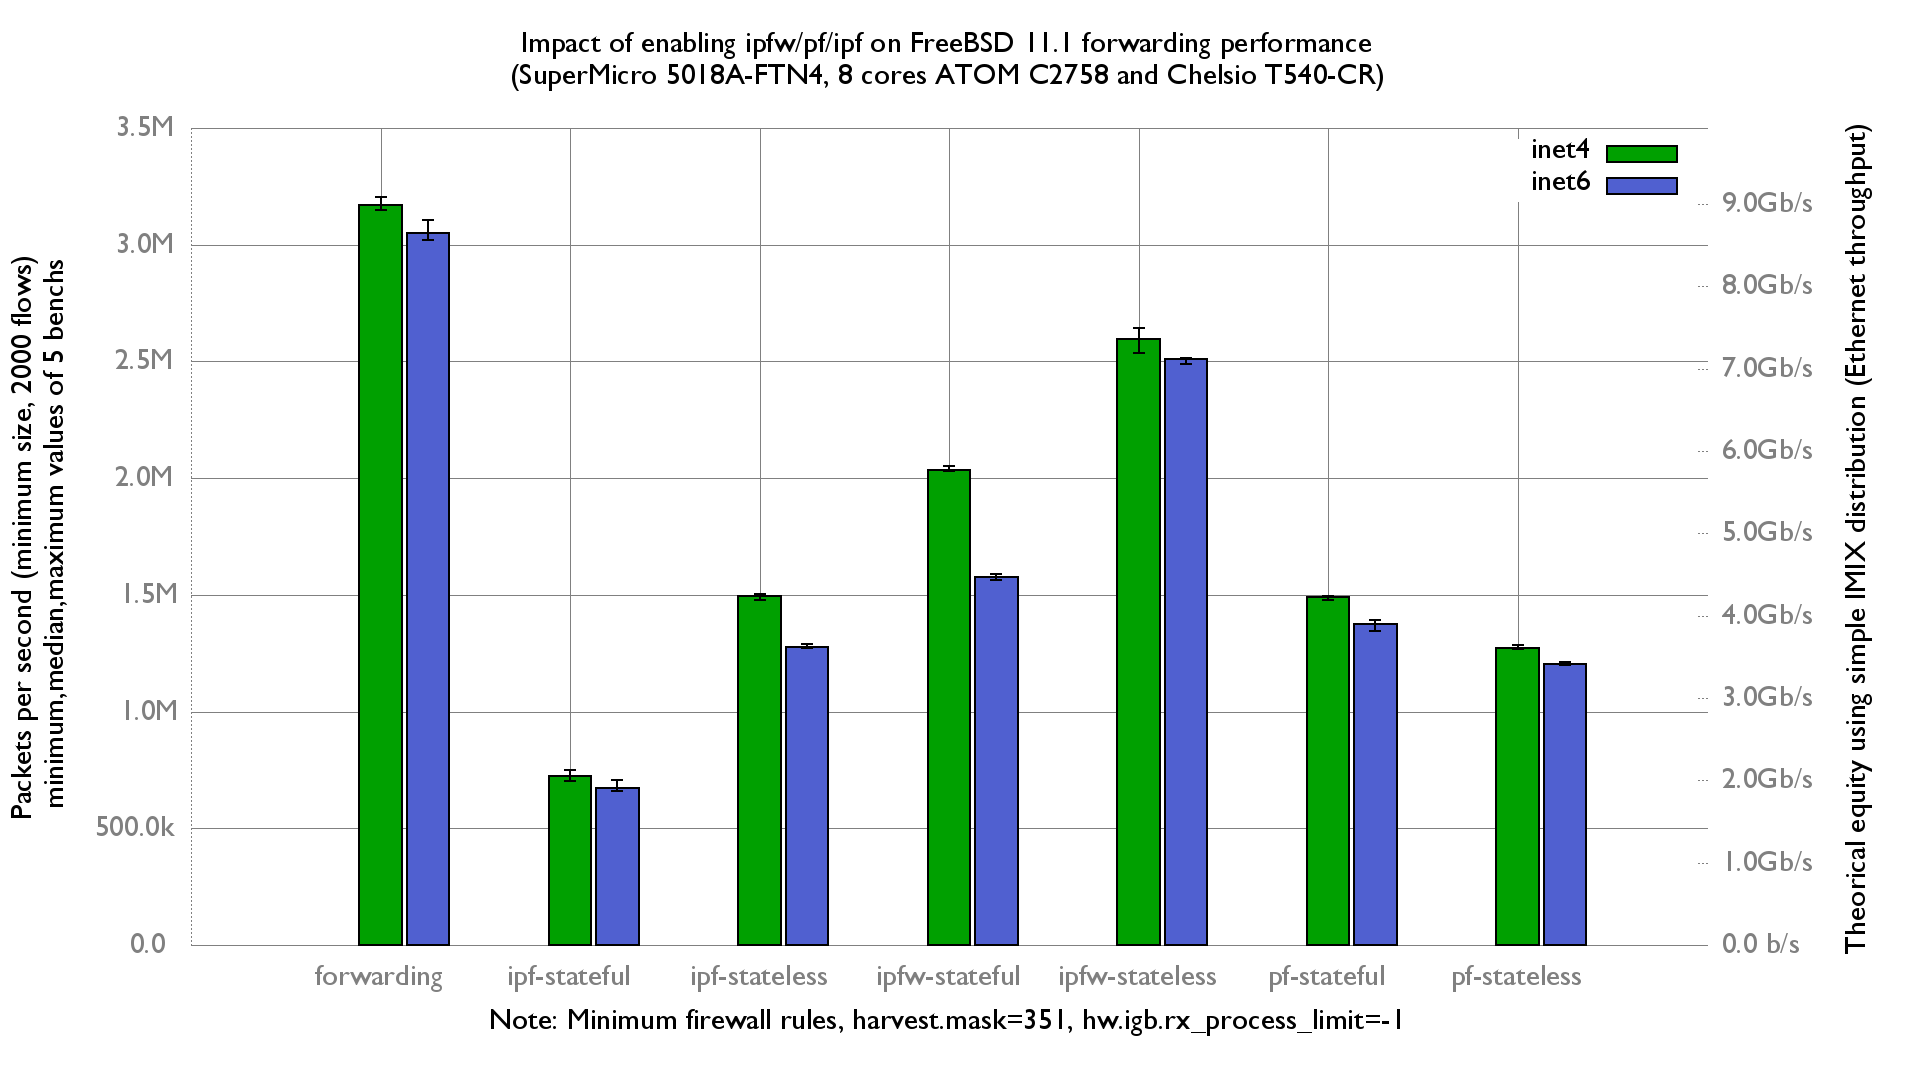 Impact of enabling ipfw/pf/ipf on FreeBSD 11.1 forwarding performance
(SuperMicro 5018A-FTN4, 8 cores ATOM C2758 and Chelsio T540-CR)
Packets per second (minimum size, 2000 flows)
minimum,median,maximum values of 5 benchs
3.5M
3.0M
2.5M
2.0M
1.5M
1.0M
500.0k
0.0
inet4
inet6
9.0Gb/s
8.0Gb/s
7.0Gb/s
6.0Gb/s
5.0Gb/s
4.0Gb/s
3.0Gb/s
2.0Gb/s
1.0Gb/s
0.0 b/s
Theorical equity using simple IMIX distribution (Ethernet throughput)
forwarding ipf-stateful ipf-stateless ipfw-stateful ipfw-stateless pf-stateful pf-stateless
Note: Minimum firewall rules, harvest.mask=351, hw.igb.rx_process_limit=-1